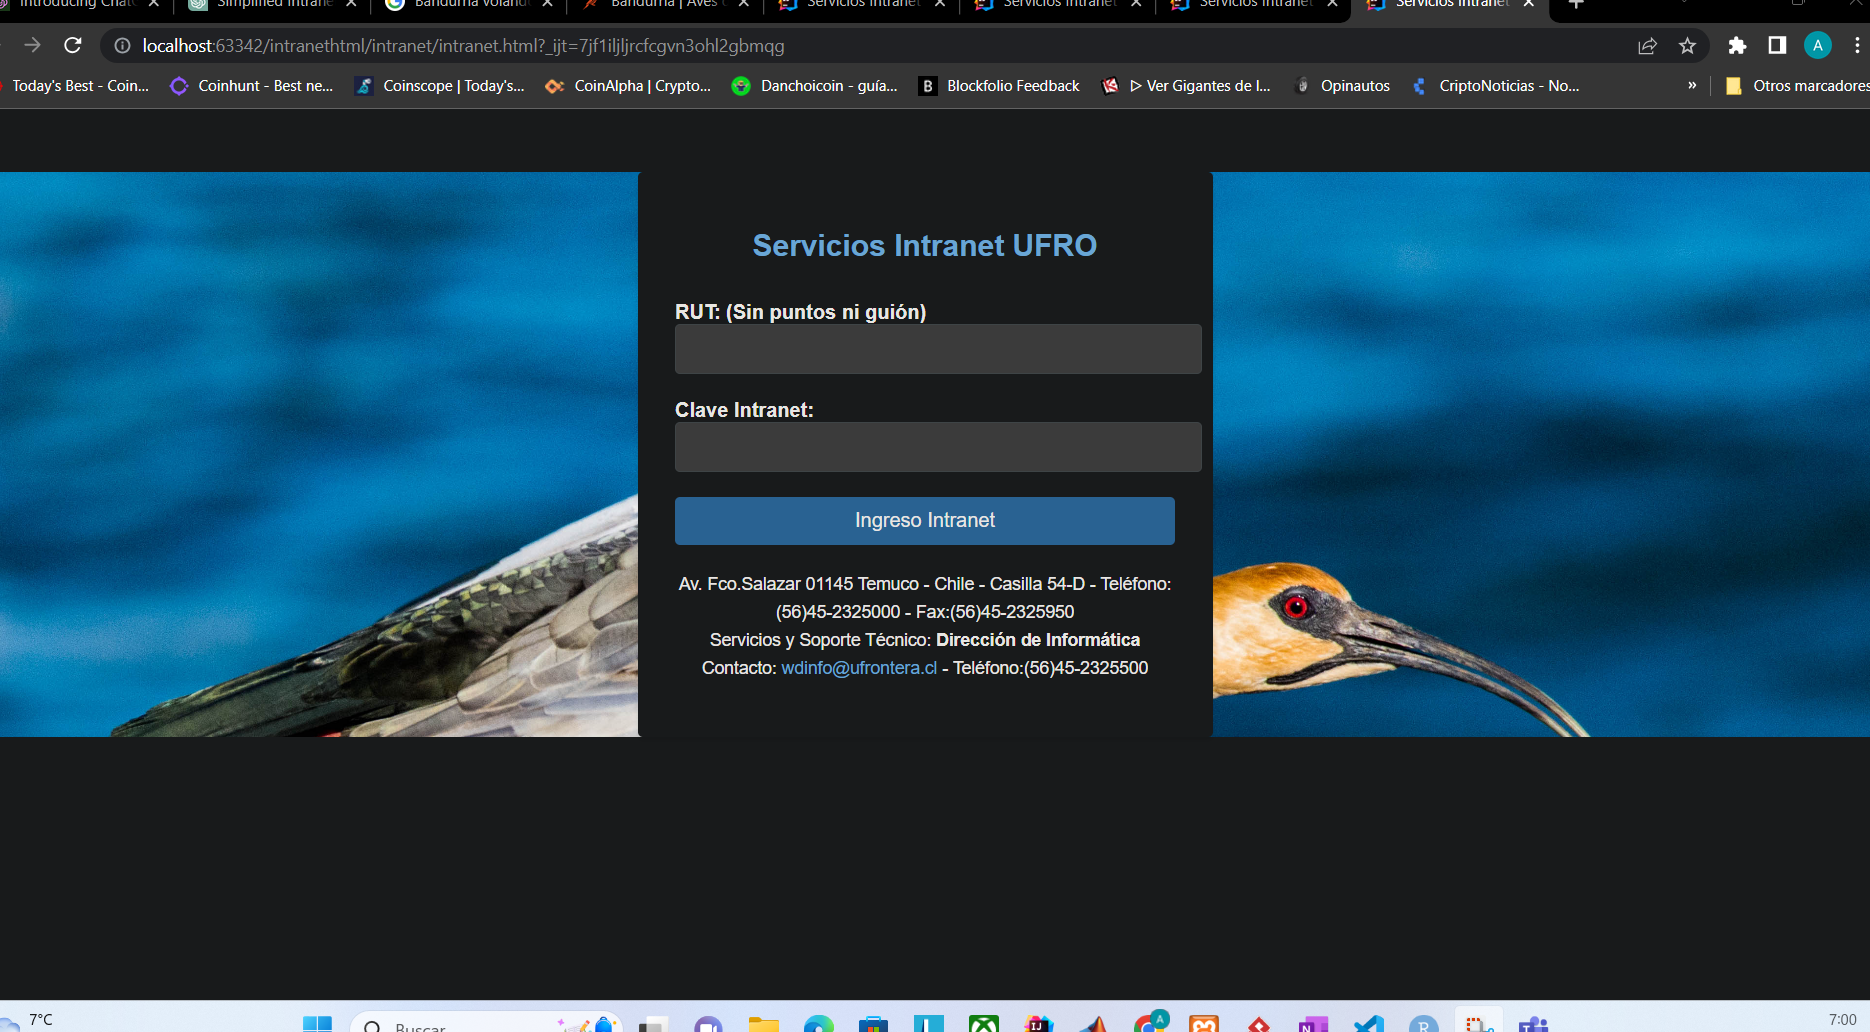 Introducing Chat
Simplified Intrane
Bandurria volando
Bandurria | Aves
Servicios Intranet
Servicios Intranet
Servicios Intranet
Servicios Intranet
localhost:63342/intranethtml/intranet/intranet.html?_ijt=7jf1iljljrcfcgvn3ohl2gbmqg
A
Today's Best - Coin...
Coinhunt - Best ne...
Coinscope | Today's...
CoinAlpha | Crypto...
Danchoicoin - guía...
B
Blockfolio Feedback
▷ Ver Gigantes de l...
Opinautos
CriptoNoticias - No...
»
Otros marcadores
Servicios Intranet UFRO
RUT: (Sin puntos ni guión)
Clave Intranet:
Ingreso Intranet
Av. Fco.Salazar 01145 Temuco - Chile - Casilla 54-D - Teléfono:
(56)45-2325000 - Fax:(56)45-2325950
Servicios y Soporte Técnico: Dirección de Informática
Contacto: wdinfo@ufrontera.cl - Teléfono:(56)45-2325500
7°C
Buscar
7:00